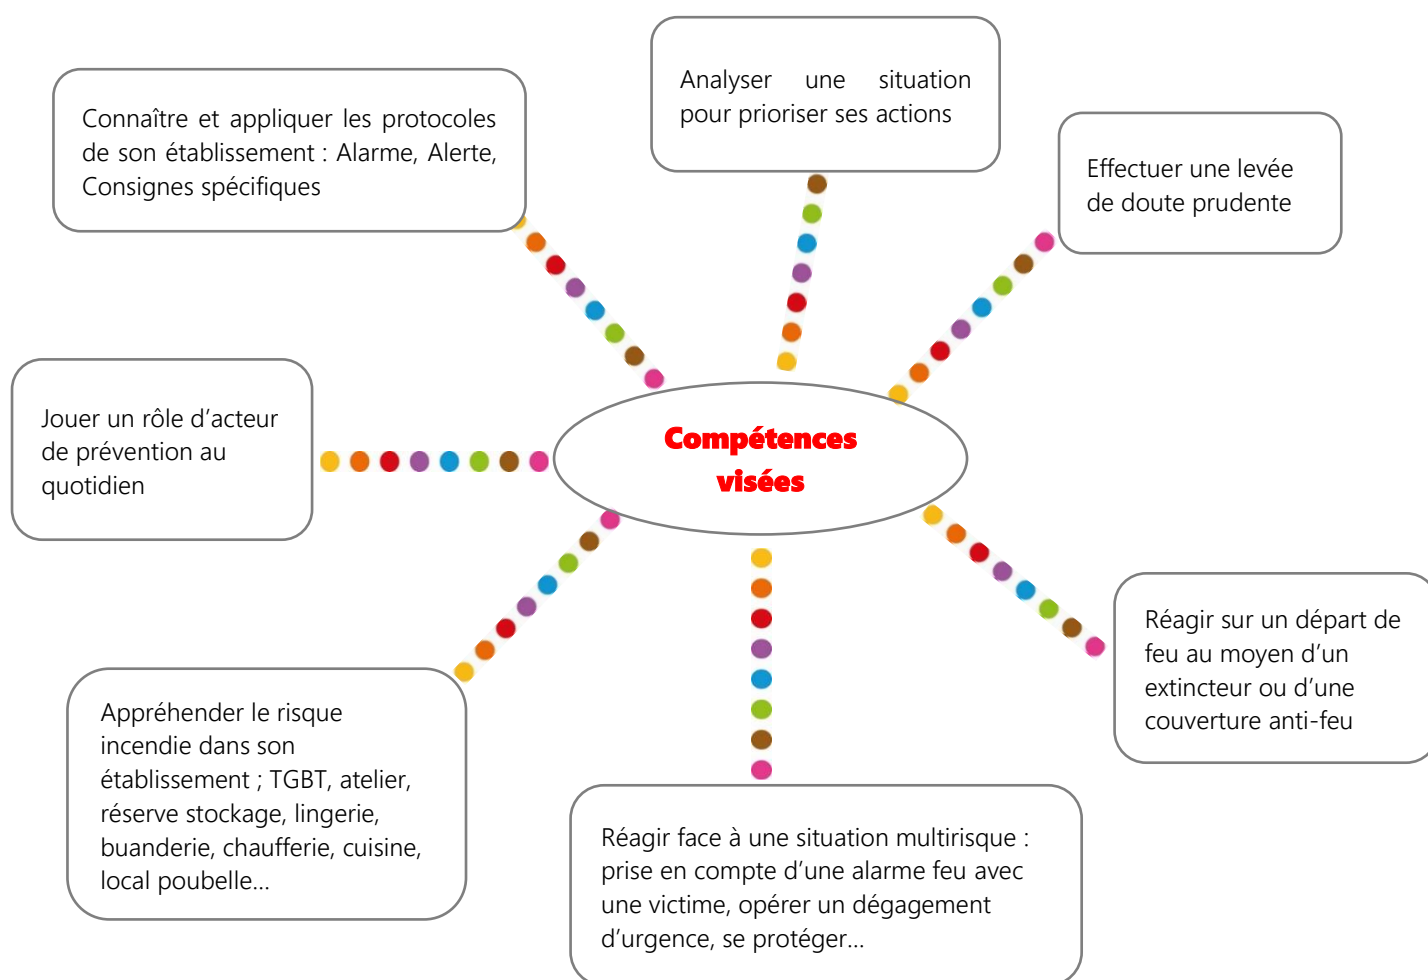 Analyser une situation
pour prioriser ses actions
Connaître et appliquer les protocoles
de son établissement : Alarme, Alerte,
Consignes spécifiques
Effectuer une levée
de doute prudente
Jouer un rôle d’acteur
de prévention au
quotidien
Compétences
visées
Réagir sur un départ de
feu au moyen d’un
extincteur ou d’une
couverture anti-feu
Appréhender le risque
incendie dans son
établissement ; TGBT, atelier,
réserve stockage, lingerie,
buanderie, chaufferie, cuisine,
local poubelle…
Réagir face à une situation multirisque :
prise en compte d’une alarme feu avec
une victime, opérer un dégagement
d’urgence, se protéger…